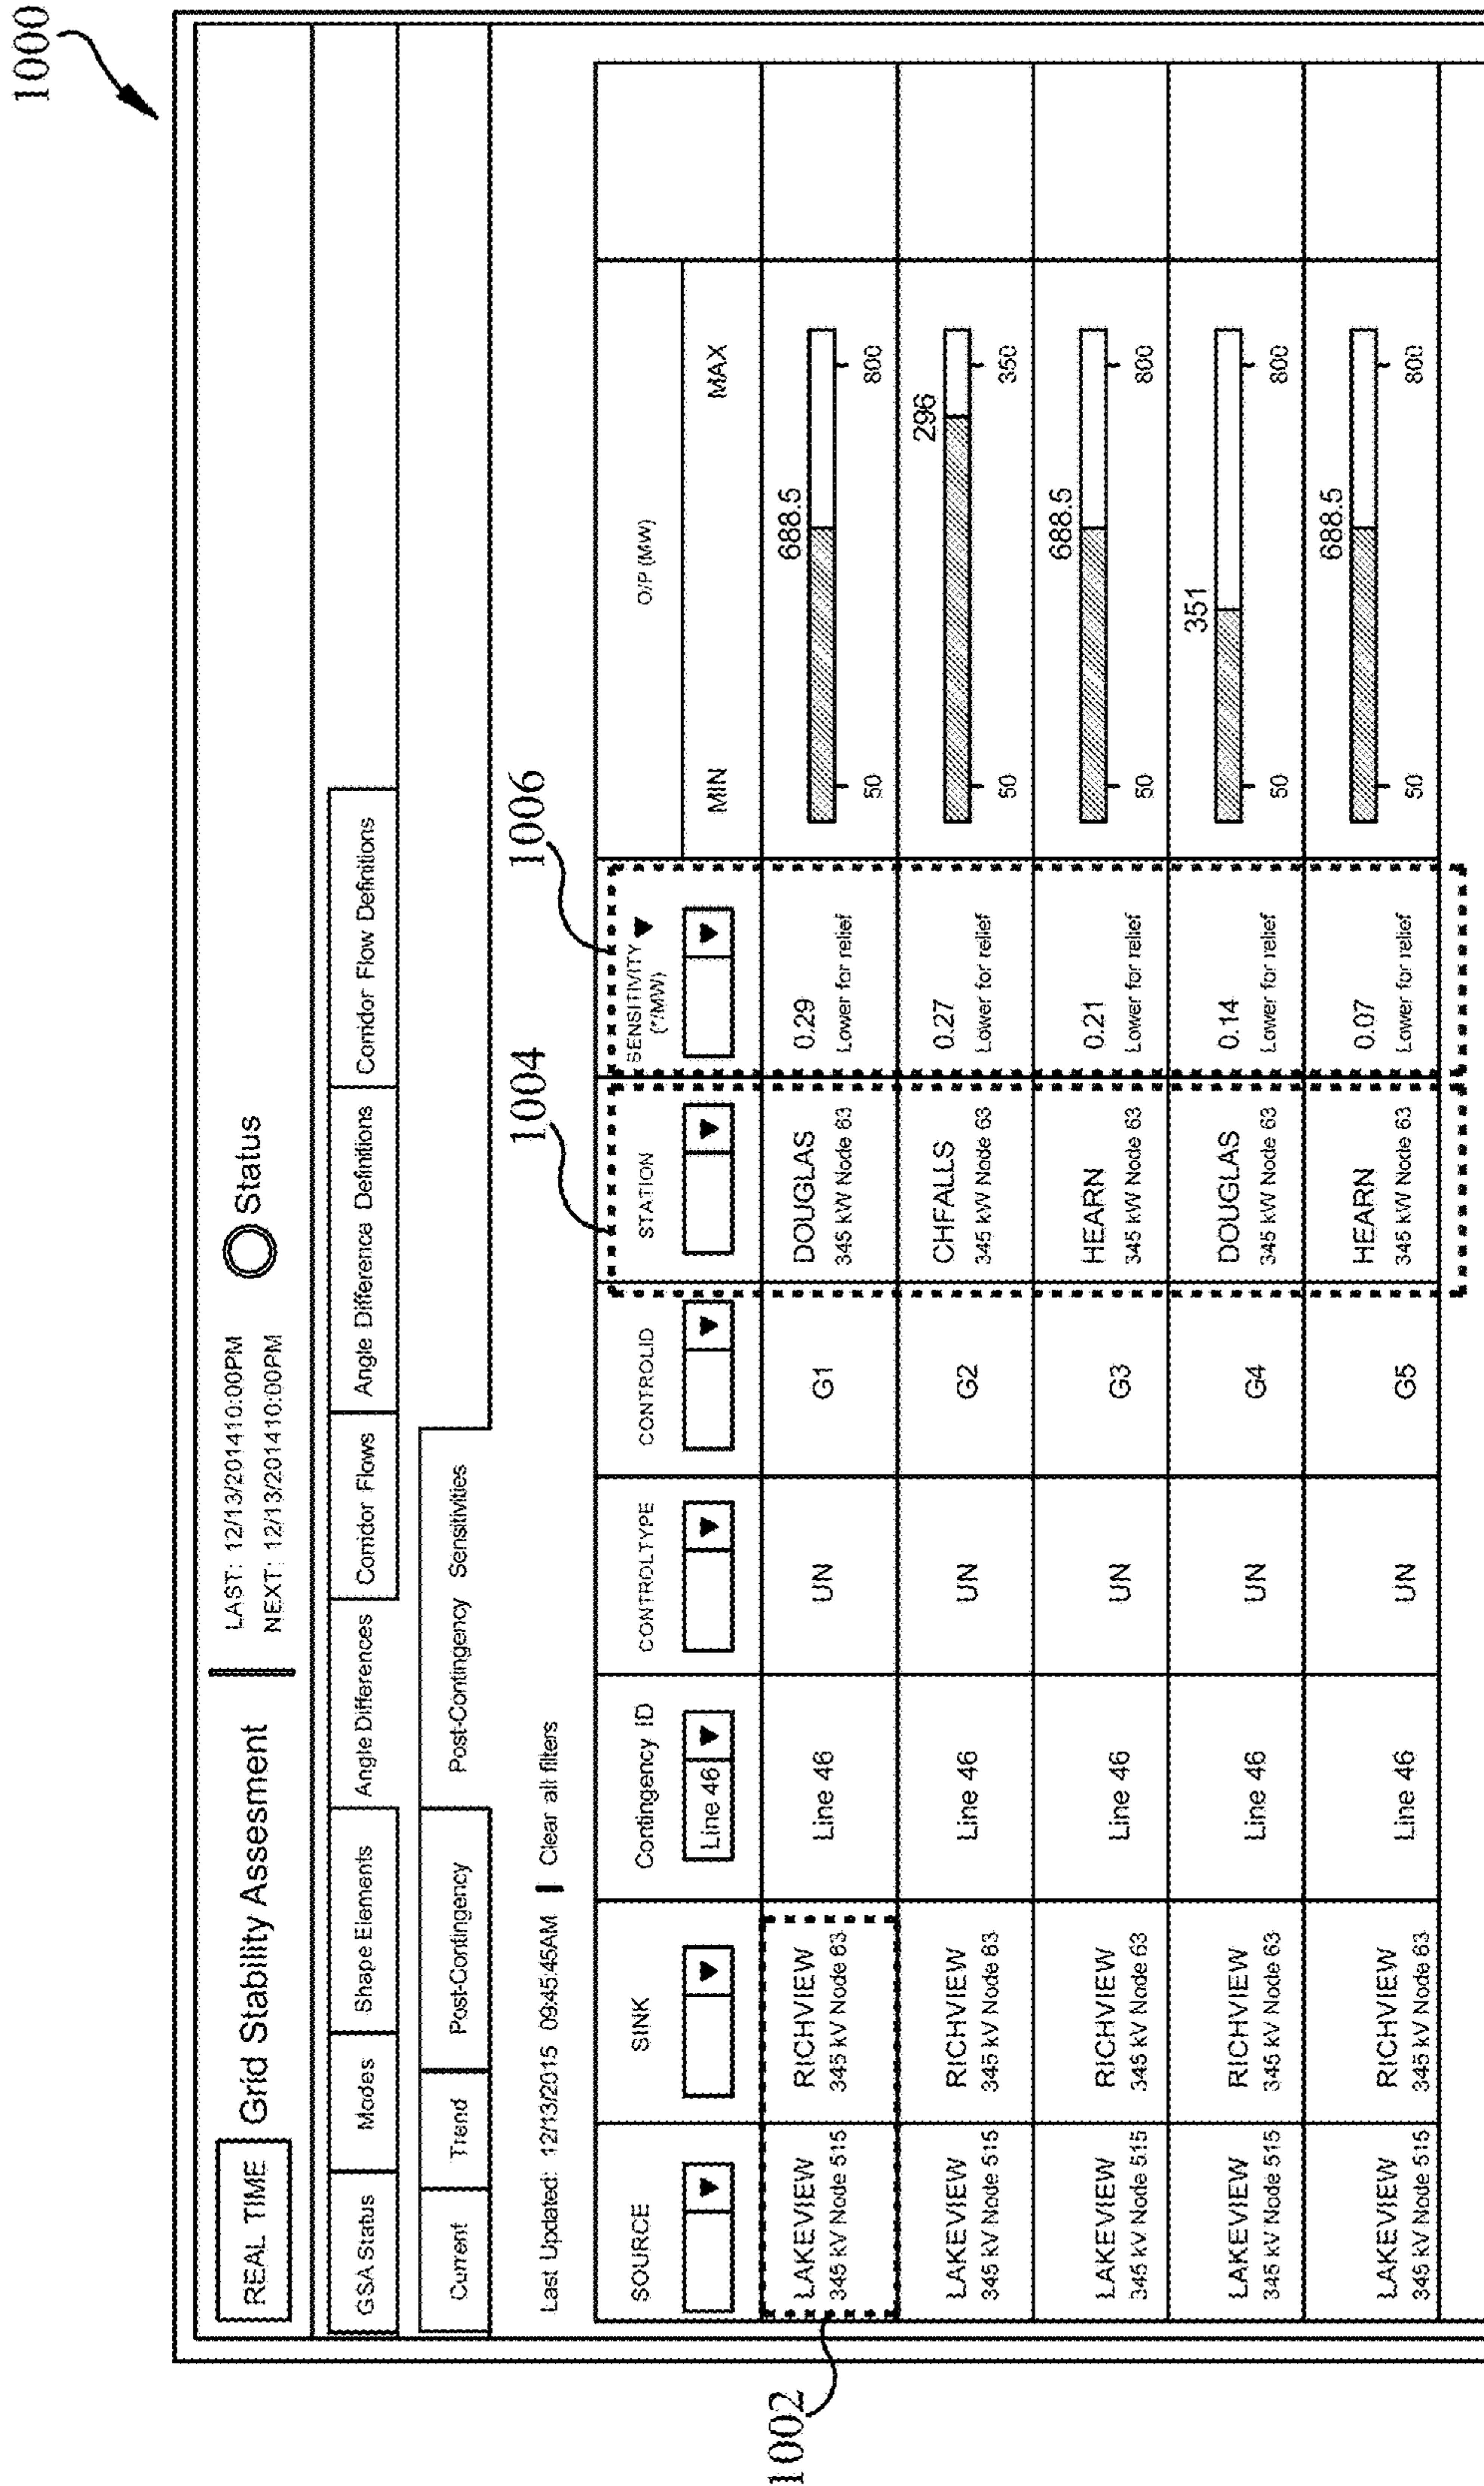 1000
REAL TIME Grid Stability Assesment | LAST: 12/13/201410:00PM Status
NEXT: 12/13/201410:00PM
GSA Status Modes Shape Elements Angle Differences Corridor Flows Angle Difference Definitions Corridor Flow Definitions
Current Trend Post-Contingency Post-Contingency Sensitivities
Last Updated: 12/13/2015 09:45:45AM | Clear all filters
1004
1006
SOURCE SINK Contingency ID CONTROLTYPE CONTROLID STATION SENSITIVITY ▼ O/P (MW)
(°/MW)
▼ ▼ Line 46 ▼ ▼ ▼ ▼ ▼ MIN MAX
1002
LAKEVIEW RICHVIEW Line 46 UN G1 DOUGLAS 0.29 688.5
345 kV Node 515 345 kV Node 63 345 kW Node 63 Lower for relief 50 800
LAKEVIEW RICHVIEW Line 46 UN G2 CHFALLS 0.27 296
345 kV Node 515 345 kV Node 63 345 kW Node 63 Lower for relief 50 350
LAKEVIEW RICHVIEW Line 46 UN G3 HEARN 0.21 688.5
345 kV Node 515 345 kV Node 63 345 kW Node 63 Lower for relief 50 800
LAKEVIEW RICHVIEW Line 46 UN G4 DOUGLAS 0.14 351
345 kV Node 515 345 kV Node 63 345 kW Node 63 Lower for relief 50 800
LAKEVIEW RICHVIEW Line 46 UN G5 HEARN 0.07 688.5
345 kV Node 515 345 kV Node 63 345 kW Node 63 Lower for relief 50 800